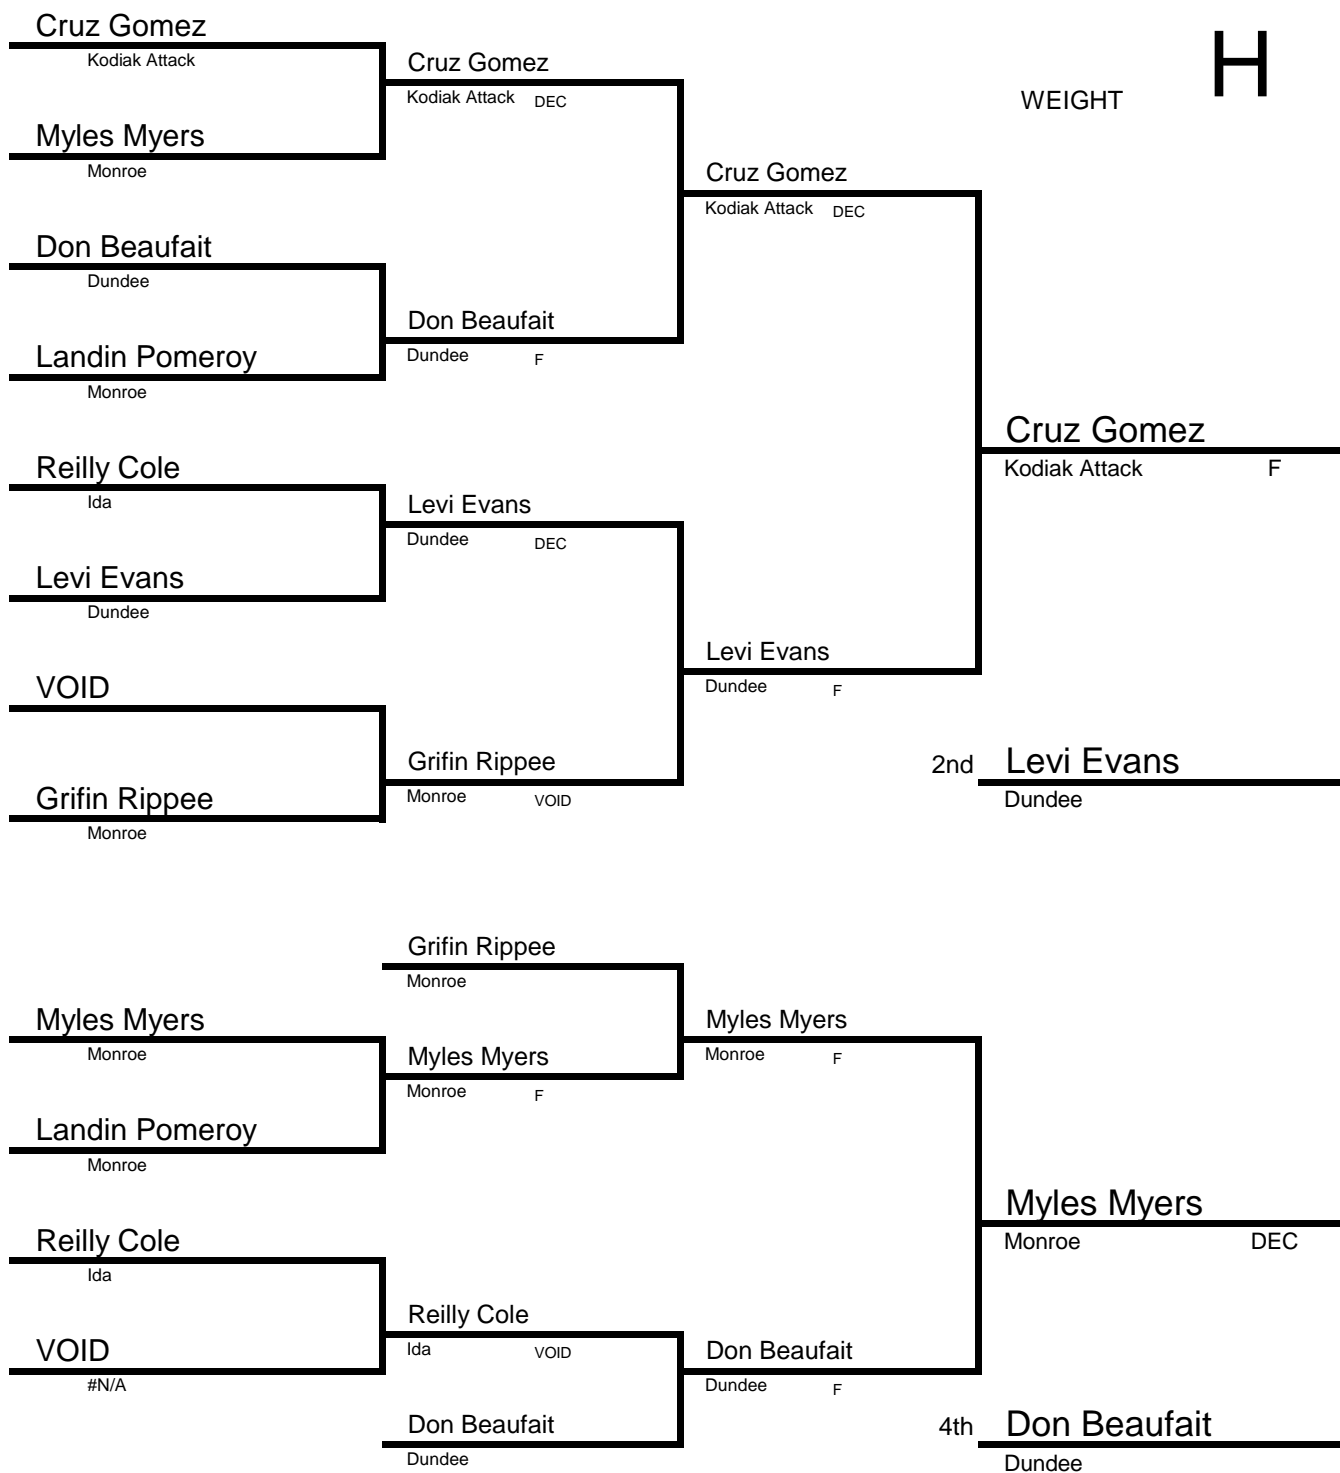 Cruz Gomez
Kodiak Attack
Cruz Gomez
Kodiak Attack DEC
H
WEIGHT
Myles Myers
Monroe
Cruz Gomez
Kodiak Attack DEC
Don Beaufait
Dundee
Don Beaufait
Dundee F
Landin Pomeroy
Monroe
Cruz Gomez
Kodiak Attack F
Reilly Cole
Ida
Levi Evans
Dundee DEC
Levi Evans
Dundee
Levi Evans
Dundee F
VOID
Grifin Rippee
Monroe VOID
2nd Levi Evans
Dundee
Grifin Rippee
Monroe
Grifin Rippee
Monroe
Myles Myers
Monroe
Myles Myers
Monroe F
Myles Myers
Monroe F
Landin Pomeroy
Monroe
Myles Myers
Monroe DEC
Reilly Cole
Ida
Reilly Cole
Ida VOID
VOID
#N/A
Don Beaufait
Dundee F
Don Beaufait
Dundee
4th Don Beaufait
Dundee